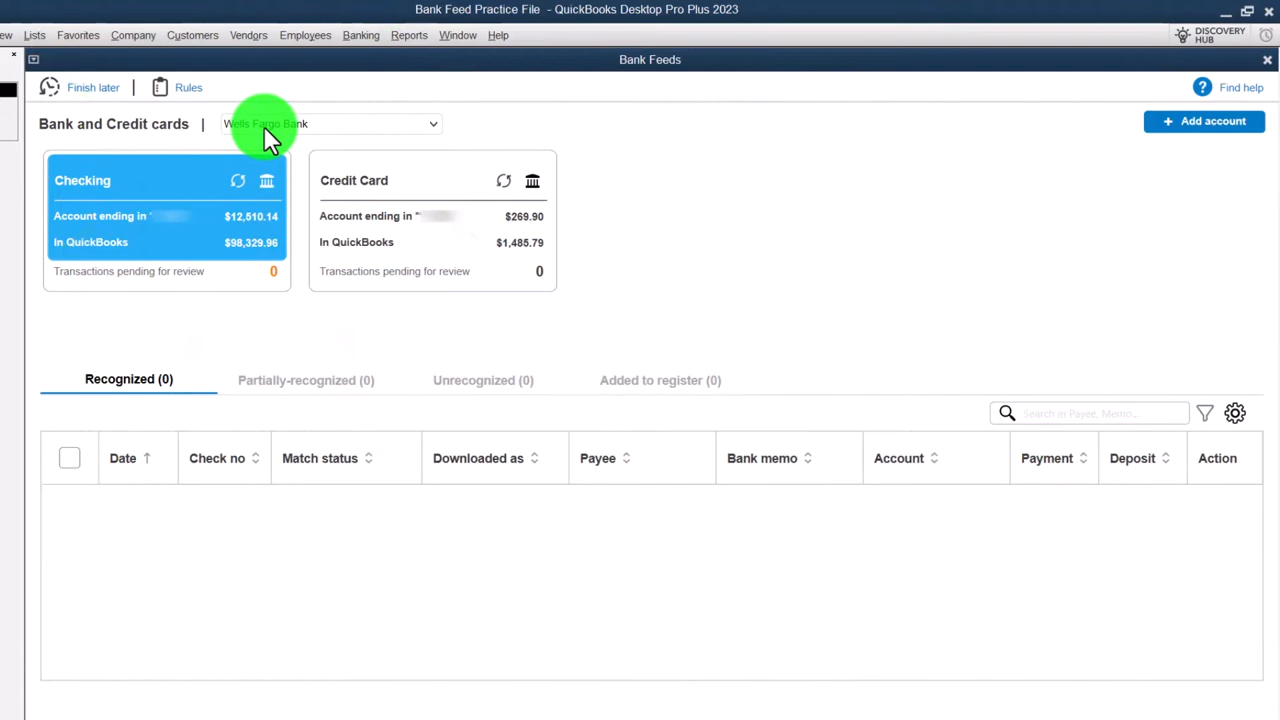 Bank Feed Practice File - QuickBooks Desktop Pro Plus 2023
ew Lists Favorites Company Customers Vendors Employees Banking Reports Window Help
DISCOVERY HUB
Bank Feeds
Finish later | Rules
Find help
Bank and Credit cards | Wells Fargo Bank
+ Add account
Checking
Account ending in " $12,510.14
In QuickBooks $98,329.96
Transactions pending for review 0
Credit Card
Account ending in " $269.90
In QuickBooks $1,485.79
Transactions pending for review 0
Recognized (0) Partially-recognized (0) Unrecognized (0) Added to register (0)
Search in Payee, Memo...
Date Check no Match status Downloaded as Payee Bank memo Account Payment Deposit Action